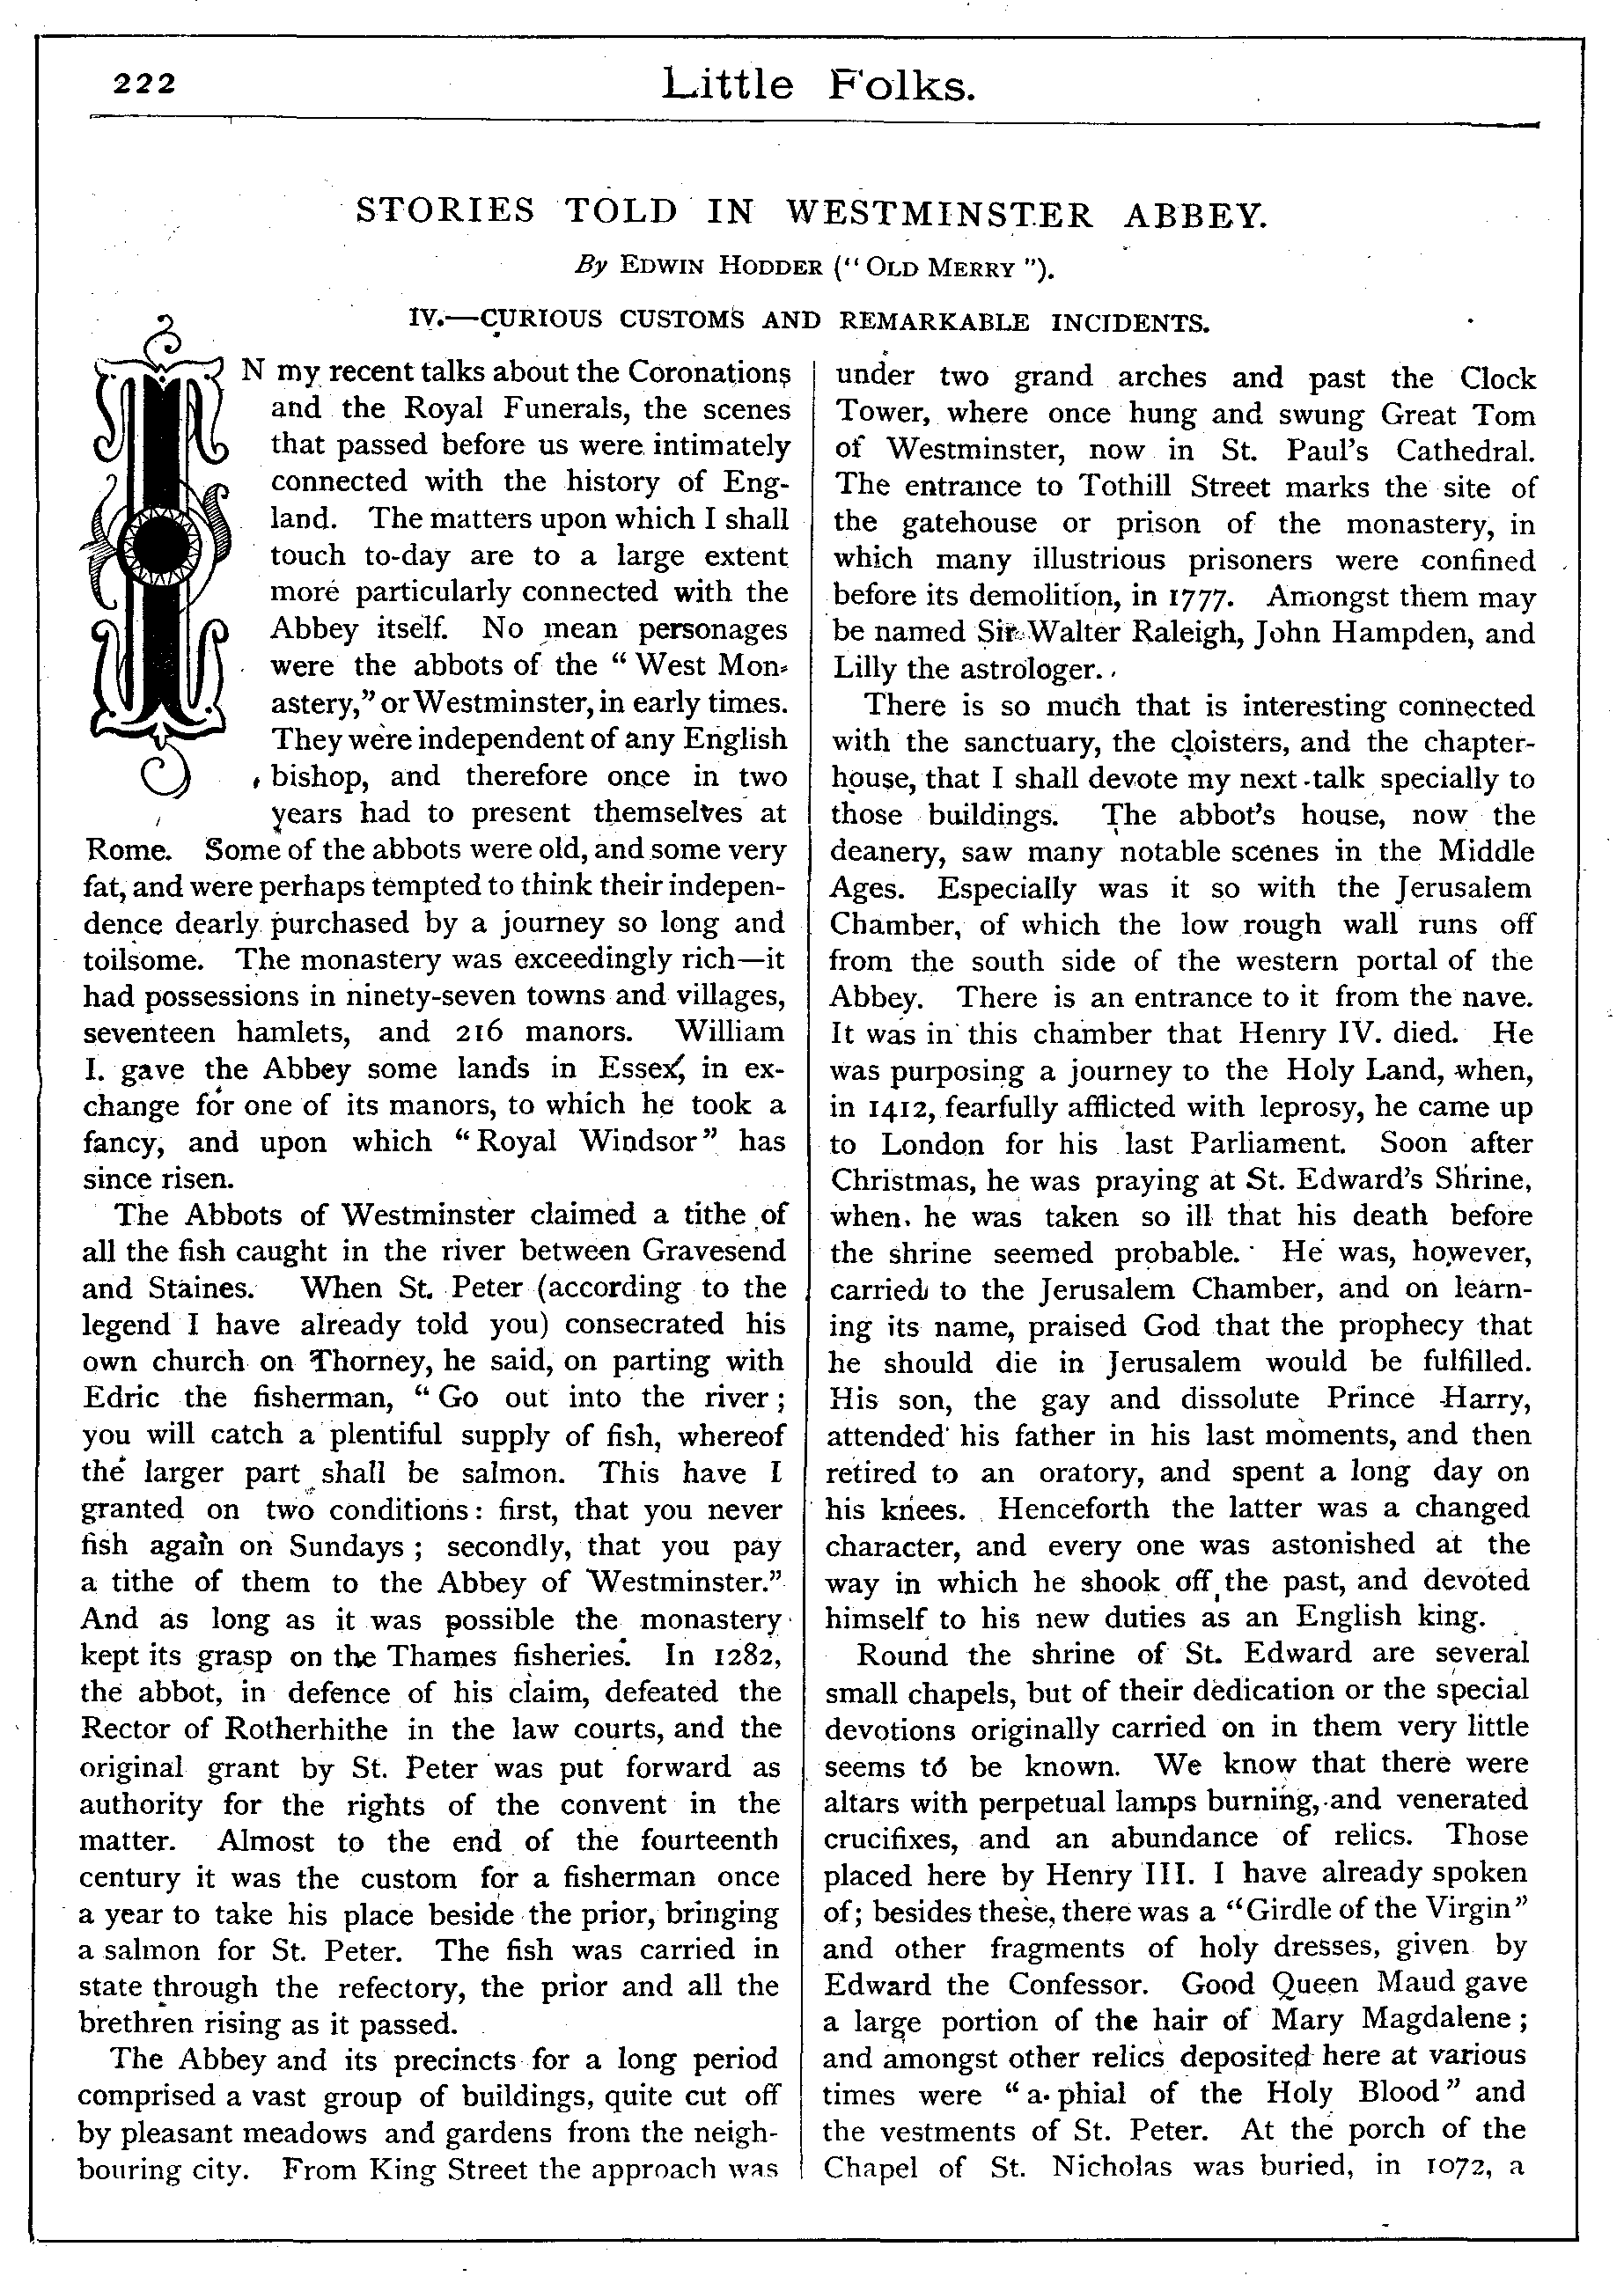 222
Little Folks.
STORIES TOLD IN WESTMINSTER ABBEY.
By EDWIN HODDER (“OLD MERRY”).
IV.—CURIOUS CUSTOMS AND REMARKABLE INCIDENTS.
IN my recent talks about the Coronations
and the Royal Funerals, the scenes
that passed before us were intimately
connected with the history of Eng-
land. The matters upon which I shall
touch to-day are to a large extent
more particularly connected with the
Abbey itself. No mean personages
were the abbots of the “West Mon-
astery,” or Westminster, in early times.
They were independent of any English
bishop, and therefore once in two
years had to present themselves at
Rome. Some of the abbots were old, and some very
fat, and were perhaps tempted to think their indepen-
dence dearly purchased by a journey so long and
toilsome. The monastery was exceedingly rich—it
had possessions in ninety-seven towns and villages,
seventeen hamlets, and 216 manors. William
I. gave the Abbey some lands in Essex, in ex-
change for one of its manors, to which he took a
fancy, and upon which “Royal Windsor” has
since risen.
The Abbots of Westminster claimed a tithe of
all the fish caught in the river between Gravesend
and Staines. When St. Peter (according to the
legend I have already told you) consecrated his
own church on Thorney, he said, on parting with
Edric the fisherman, “Go out into the river;
you will catch a plentiful supply of fish, whereof
the larger part shall be salmon. This have I
granted on two conditions: first, that you never
fish again on Sundays; secondly, that you pay
a tithe of them to the Abbey of Westminster.”
And as long as it was possible the monastery
kept its grasp on the Thames fisheries. In 1282,
the abbot, in defence of his claim, defeated the
Rector of Rotherhithe in the law courts, and the
original grant by St. Peter was put forward as
authority for the rights of the convent in the
matter. Almost to the end of the fourteenth
century it was the custom for a fisherman once
a year to take his place beside the prior, bringing
a salmon for St. Peter. The fish was carried in
state through the refectory, the prior and all the
brethren rising as it passed.
The Abbey and its precincts for a long period
comprised a vast group of buildings, quite cut off
by pleasant meadows and gardens from the neigh-
bouring city. From King Street the approach was
under two grand arches and past the Clock
Tower, where once hung and swung Great Tom
of Westminster, now in St. Paul's Cathedral.
The entrance to Tothill Street marks the site of
the gatehouse or prison of the monastery, in
which many illustrious prisoners were confined
before its demolition, in 1777. Amongst them may
be named Sir Walter Raleigh, John Hampden, and
Lilly the astrologer.
There is so much that is interesting connected
with the sanctuary, the cloisters, and the chapter-
house, that I shall devote my next talk specially to
those buildings. The abbot's house, now the
deanery, saw many notable scenes in the Middle
Ages. Especially was it so with the Jerusalem
Chamber, of which the low rough wall runs off
from the south side of the western portal of the
Abbey. There is an entrance to it from the nave.
It was in this chamber that Henry IV. died. He
was purposing a journey to the Holy Land, when,
in 1412, fearfully afflicted with leprosy, he came up
to London for his last Parliament. Soon after
Christmas, he was praying at St. Edward's Shrine,
when he was taken so ill that his death before
the shrine seemed probable. He was, however,
carried to the Jerusalem Chamber, and on learn-
ing its name, praised God that the prophecy that
he should die in Jerusalem would be fulfilled.
His son, the gay and dissolute Prince Harry,
attended his father in his last moments, and then
retired to an oratory, and spent a long day on
his knees. Henceforth the latter was a changed
character, and every one was astonished at the
way in which he shook off the past, and devoted
himself to his new duties as an English king.
Round the shrine of St. Edward are several
small chapels, but of their dedication or the special
devotions originally carried on in them very little
seems to be known. We know that there were
altars with perpetual lamps burning, and venerated
crucifixes, and an abundance of relics. Those
placed here by Henry III. I have already spoken
of; besides these, there was a “Girdle of the Virgin”
and other fragments of holy dresses, given by
Edward the Confessor. Good Queen Maud gave
a large portion of the hair of Mary Magdalene;
and amongst other relics deposited here at various
times were “a phial of the Holy Blood” and
the vestments of St. Peter. At the porch of the
Chapel of St. Nicholas was buried, in 1072, a